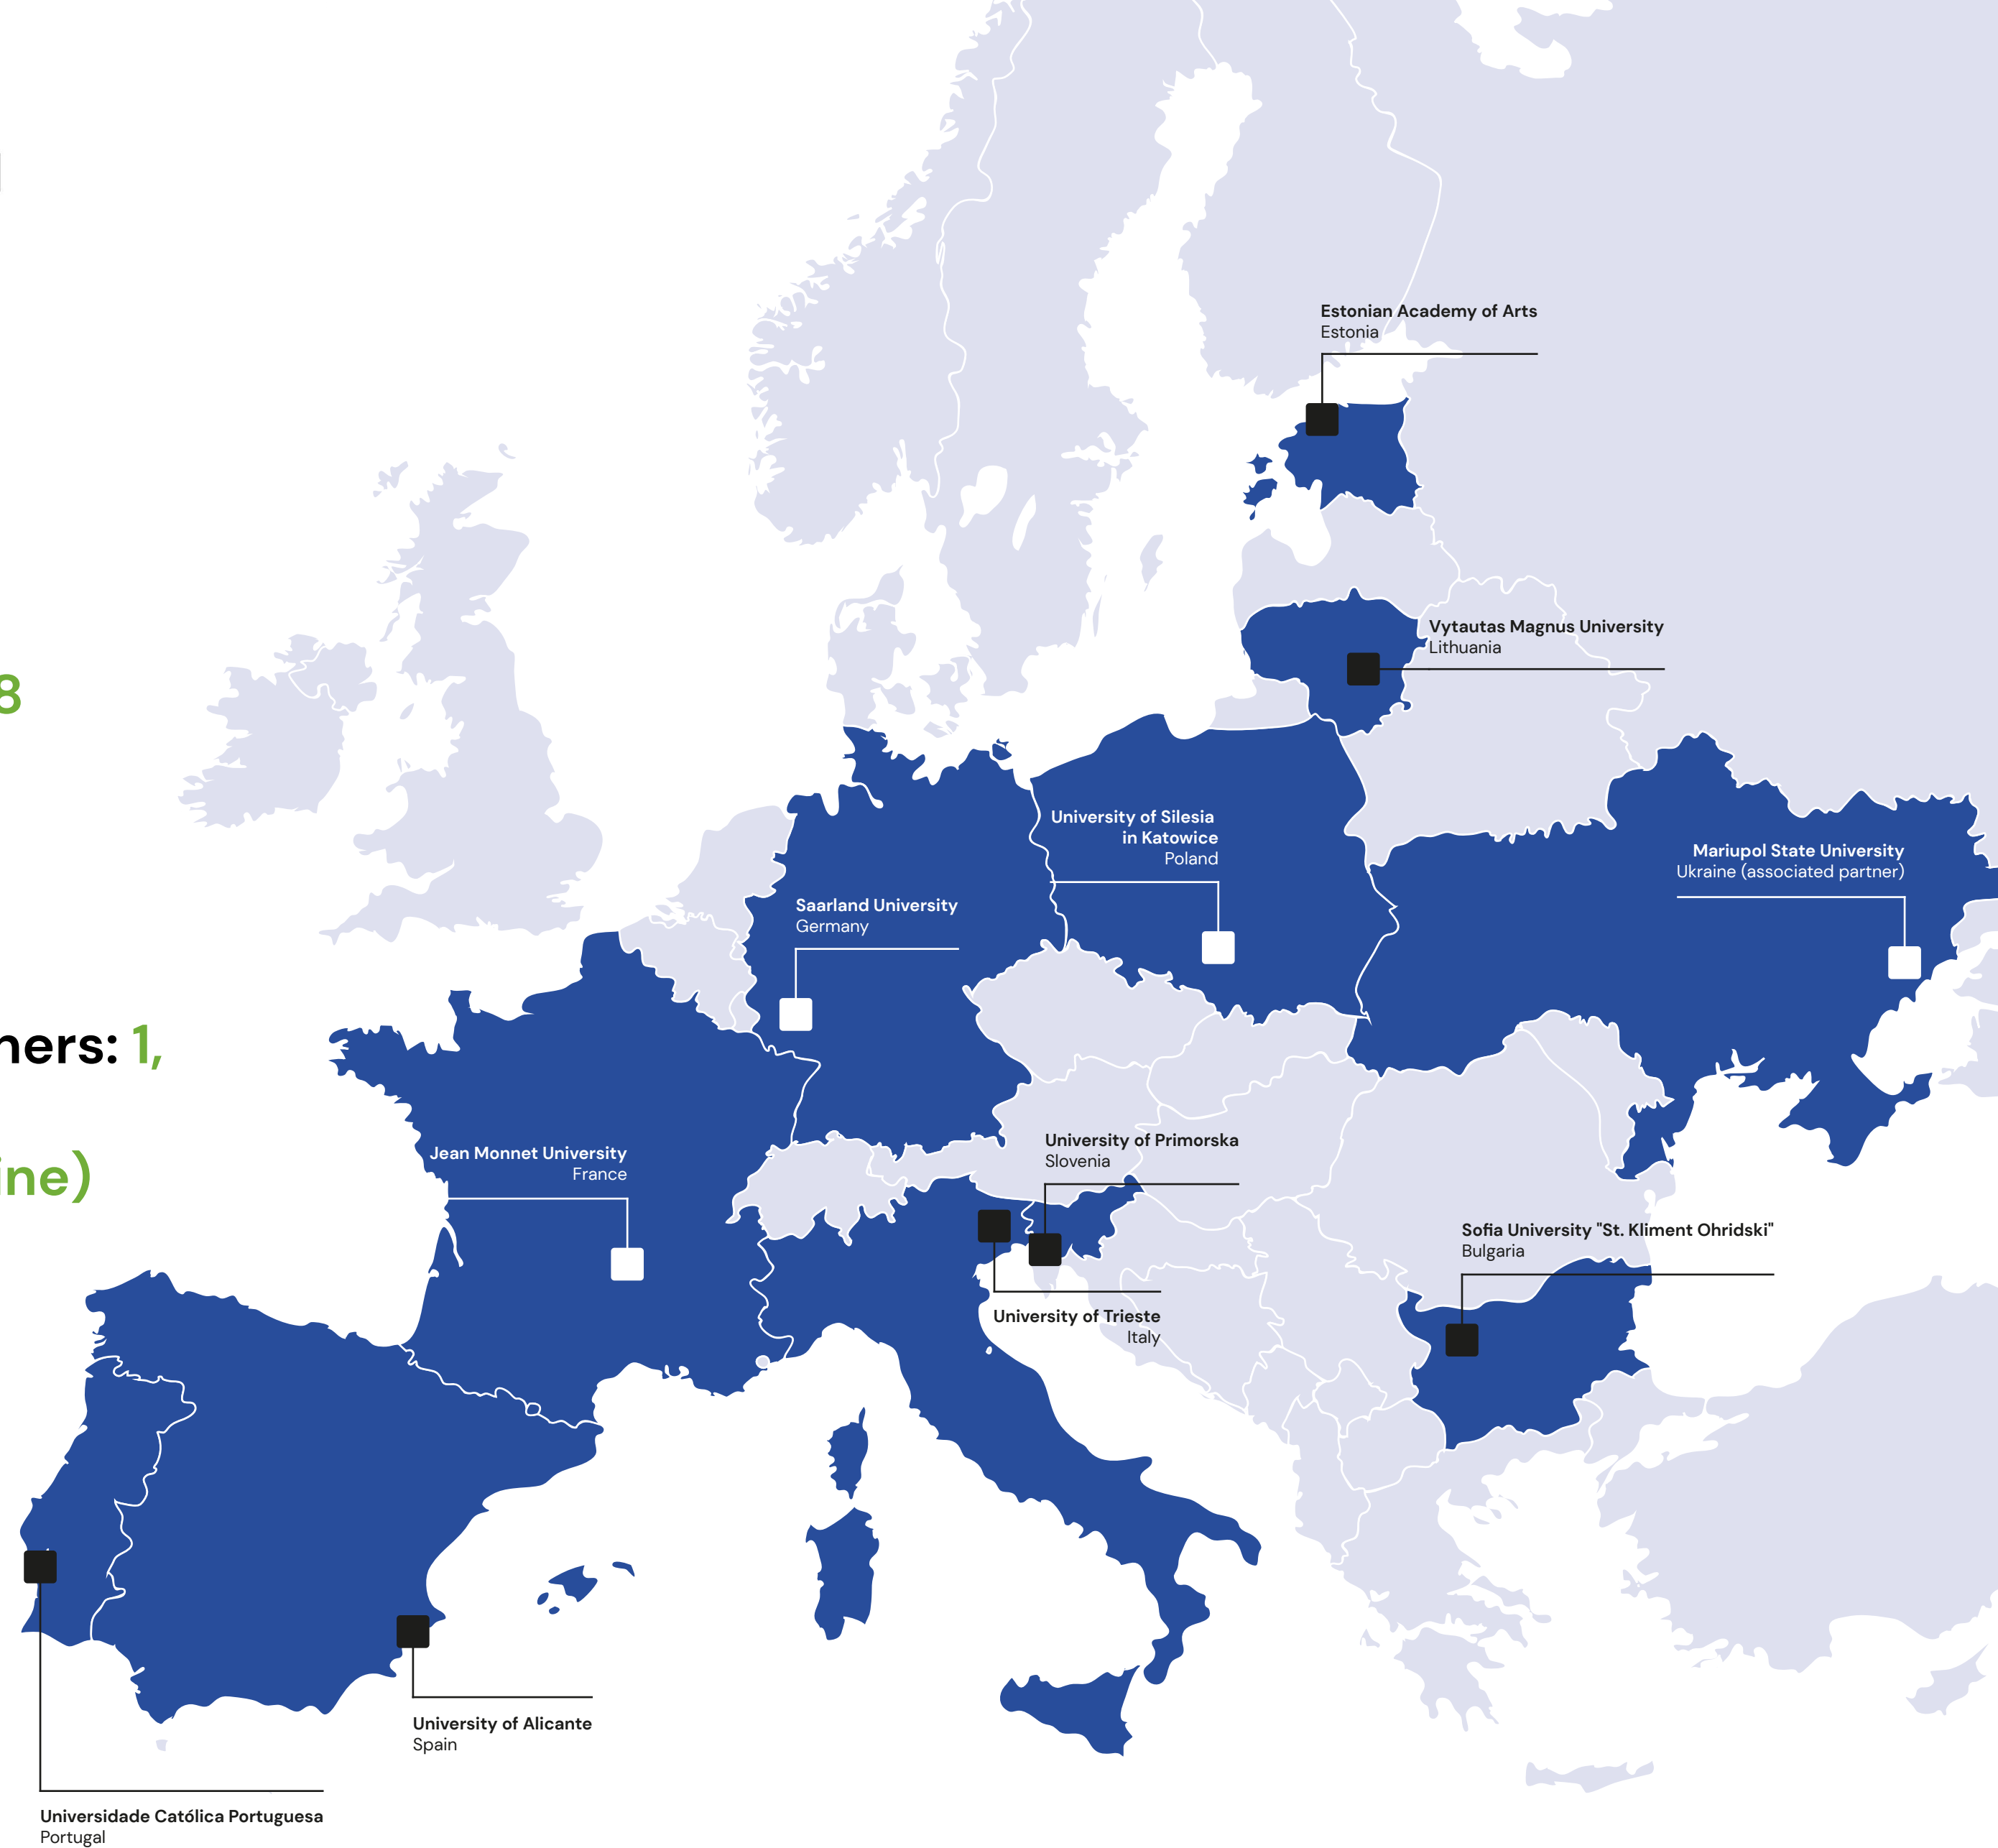 8
ners: 1,
ine)
Estonian Academy of Arts
Estonia
Vytautas Magnus University
Lithuania
University of Silesia
in Katowice
Poland
Mariupol State University
Ukraine (associated partner)
Saarland University
Germany
Jean Monnet University
France
University of Primorska
Slovenia
University of Trieste
Italy
Sofia University "St. Kliment Ohridski"
Bulgaria
University of Alicante
Spain
Universidade Católica Portuguesa
Portugal